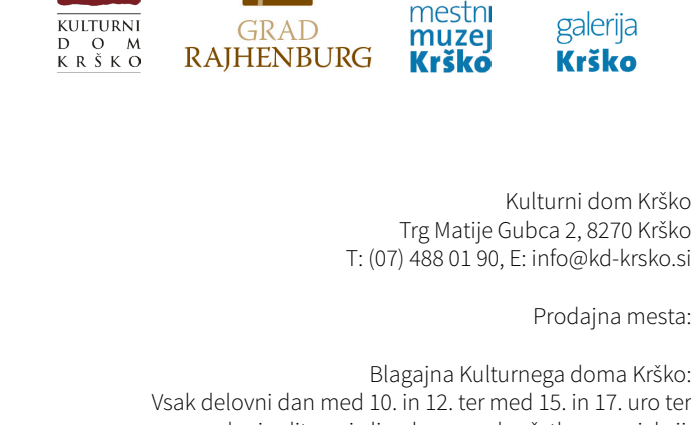 KULTURNI
DOM
KRŠKO
GRAD
RAJHENBURG
mestni
muzej
Krško
galerija
Krško
Kulturni dom Krško
Trg Matije Gubca 2, 8270 Krško
T: (07) 488 01 90, E: info@kd-krsko.si
Prodajna mesta:
Blagajna Kulturnega doma Krško:
Vsak delovni dan med 10. in 12. ter med 15. in 17. uro ter